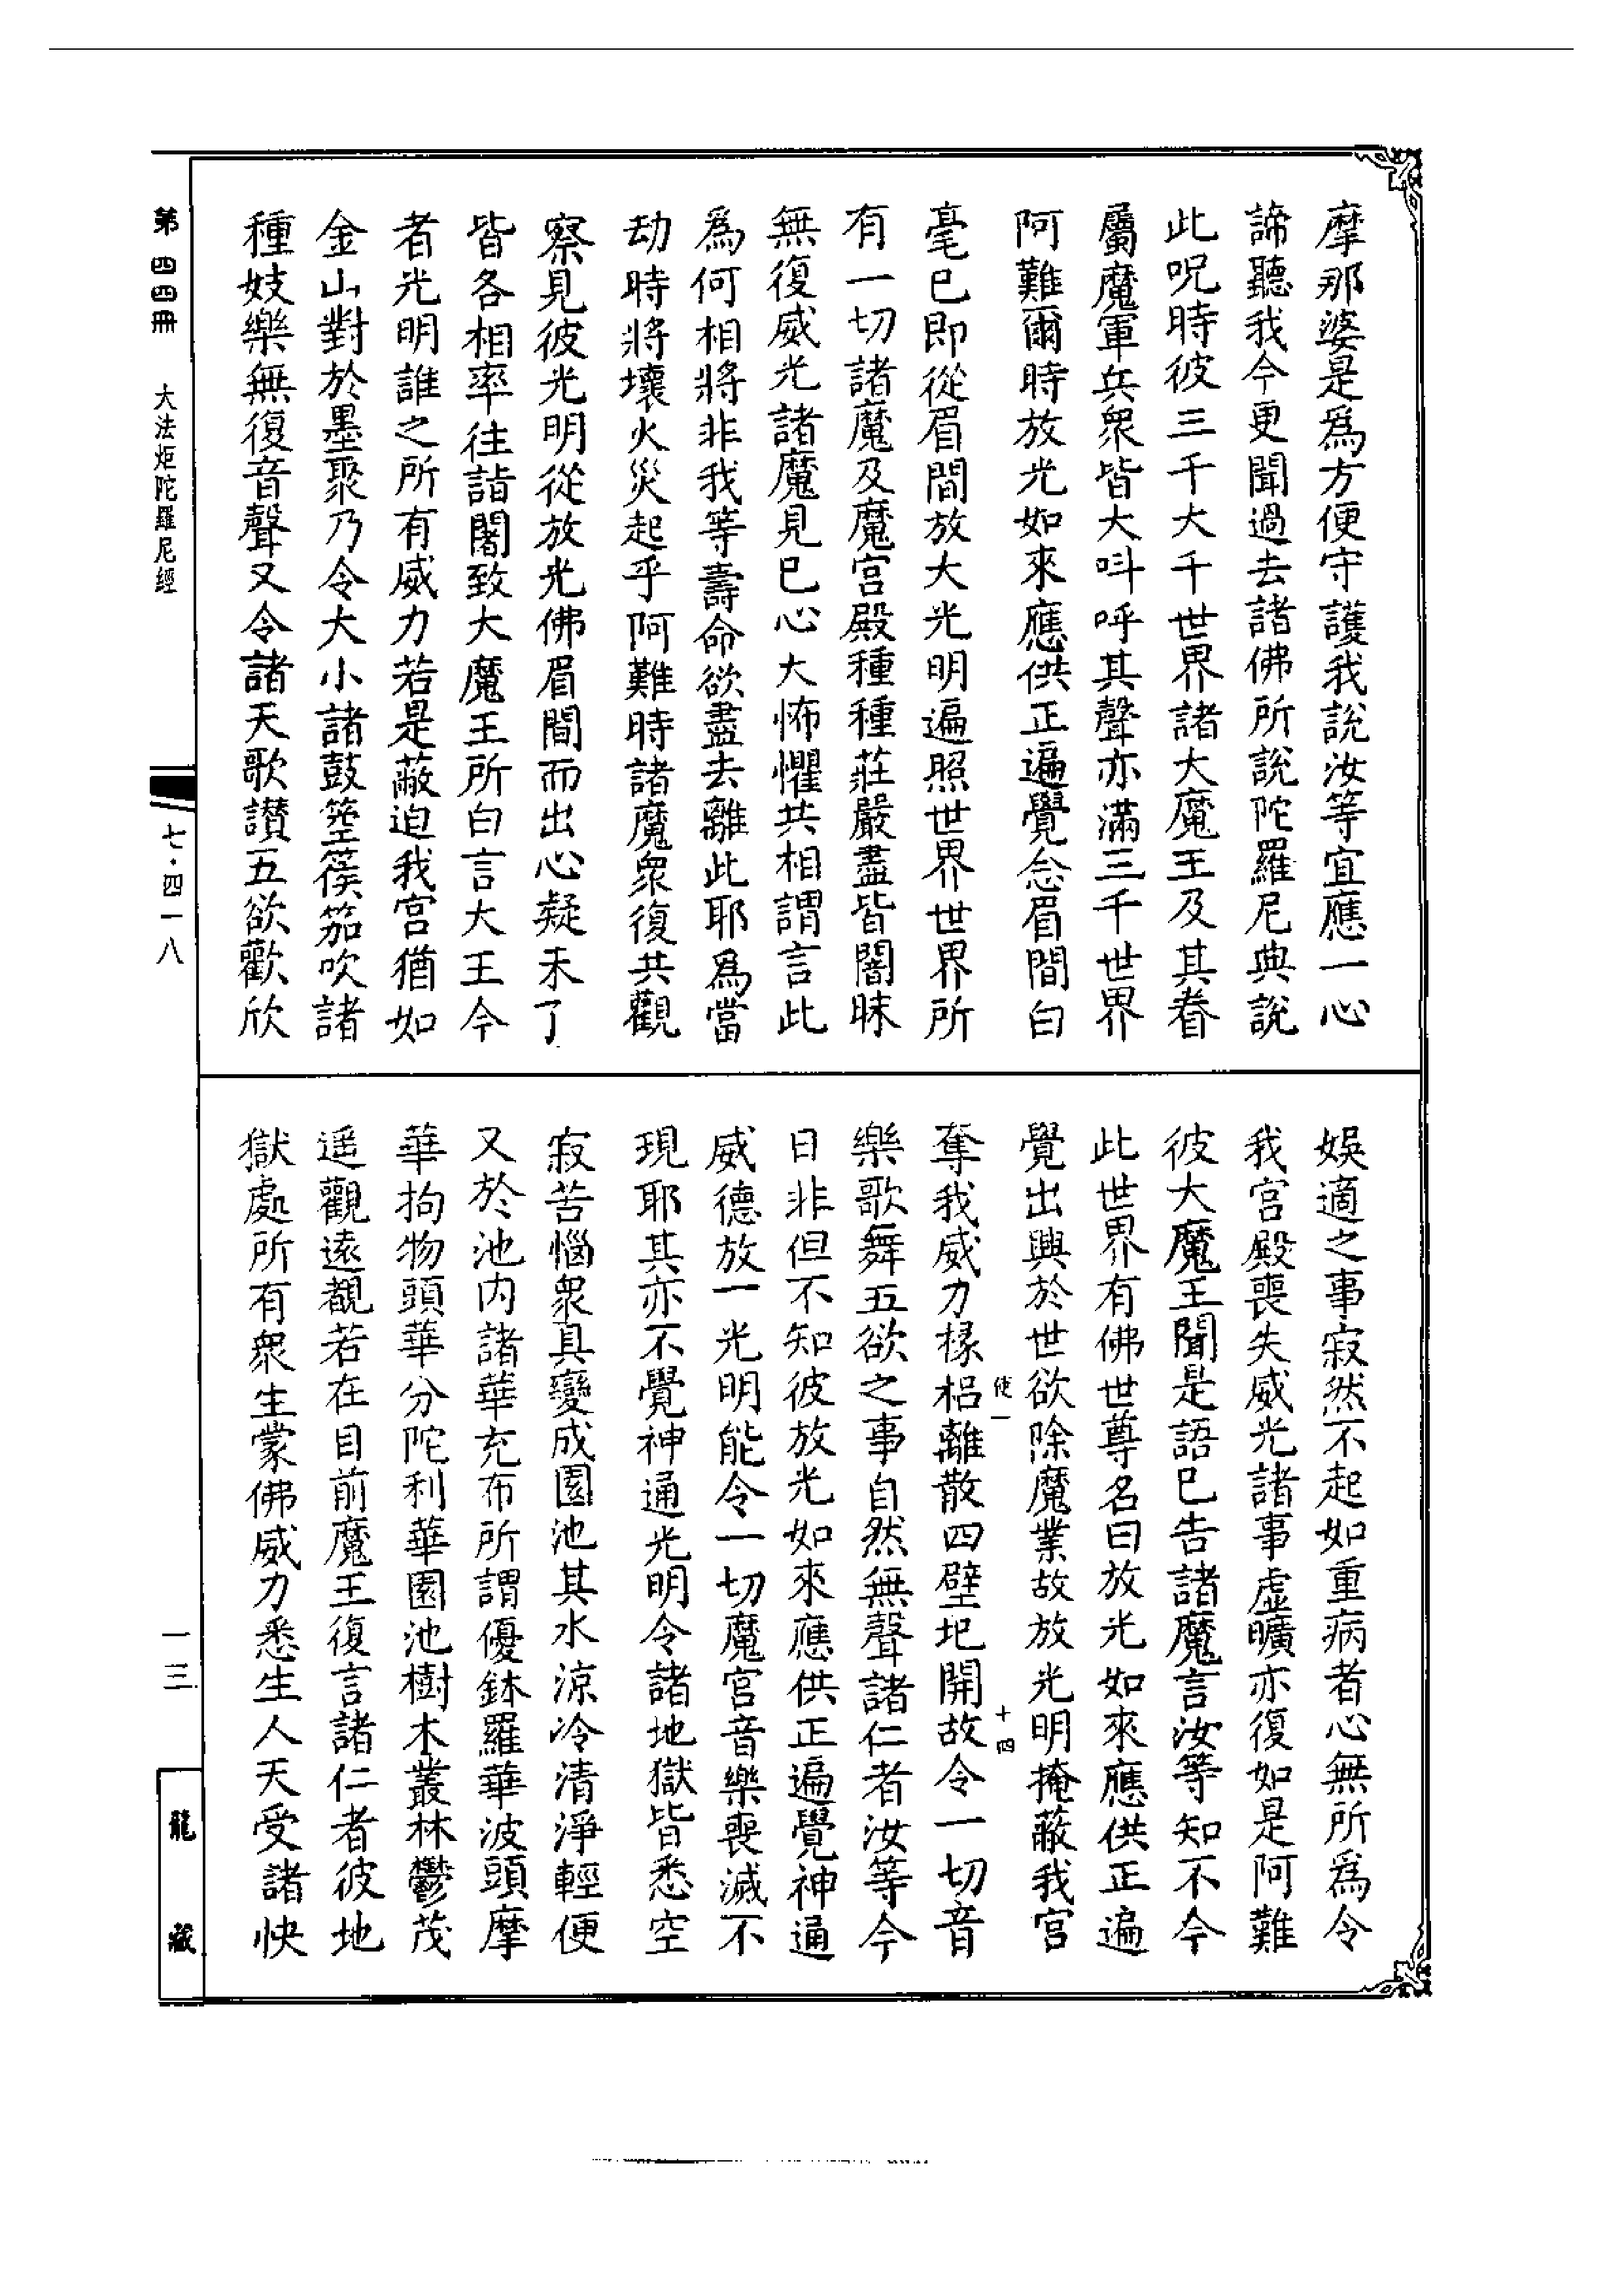 摩那婆是爲方便守護我說汝等宜應一心
諦聽我今更聞過去諸佛所說陀羅尼典說
此呪時彼三千大千世界諸大魔王及其眷
屬魔軍兵衆皆大呌呼其聲亦滿三千世界
阿難爾時放光如來應供正遍覺念眉間白
毫已即從眉間放大光明遍照世界世界所
有一切諸魔及魔宮殿種種莊嚴盡皆闇昧
無復威光諸魔見已心大怖懼共相謂言此
爲何相將非我等壽命欲盡去離此耶爲當
劫時將壞火災起乎阿難時諸魔衆復共觀
察見彼光明從放光佛眉間而出心疑未了
皆各相率往詣闍致大魔王所白言大王今
者光明誰之所有威力若是蔽迫我宮猶如
金山對於墨聚乃令大小諸鼓箜篌笳吹諸
種妓樂無復音聲又令諸天歌讃五欲歡欣
娛適之事寂然不起如重病者心無所爲令
我宮殿喪失威光諸事虛曠亦復如是阿難
彼大魔王聞是語已告諸魔言汝等知不今
此世界有佛世尊名曰放光如來應供正遍
覺出興於世欲除魔業故放光明掩蔽我宮
使一
十四
奪我威力椽梠離散四壁圮開故令一切音
樂歌舞五欲之事自然無聲諸仁者汝等今
日非但不知彼放光如來應供正遍覺神通
威德放一光明能令一切魔宮音樂喪滅不
現耶其亦不覺神通光明令諸地獄皆悉空
寂苦惱衆具變成園池其水涼冷清淨輕便
又於池内諸華充布所謂優鉢羅華波頭摩
華拘物頭華分陀利華園池樹木叢林鬱茂
遥觀遠覩若在目前魔王復言諸仁者彼地
獄處所有衆生蒙佛威力悉生人天受諸快
第四四冊
大法炬陀羅尼經
七·四一八
一三
龍藏